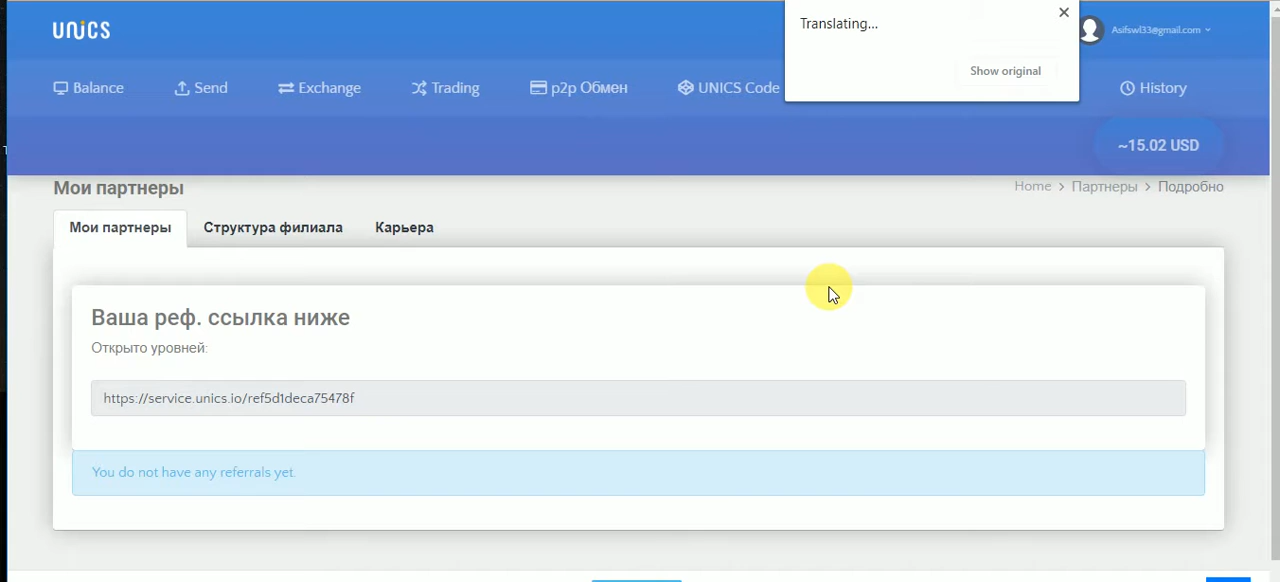 UNICS
Translating...
Show original
Asifswl33@gmail.com
Balance
Send
Exchange
Trading
p2p Обмен
UNICS Code
History
~15.02 USD
Мои партнеры
Home > Партнеры > Подробно
Мои партнеры
Структура филиала
Карьера
Ваша реф. ссылка ниже
Открыто уровней:
https://service.unics.io/ref5d1deca75478f
You do not have any referrals yet.